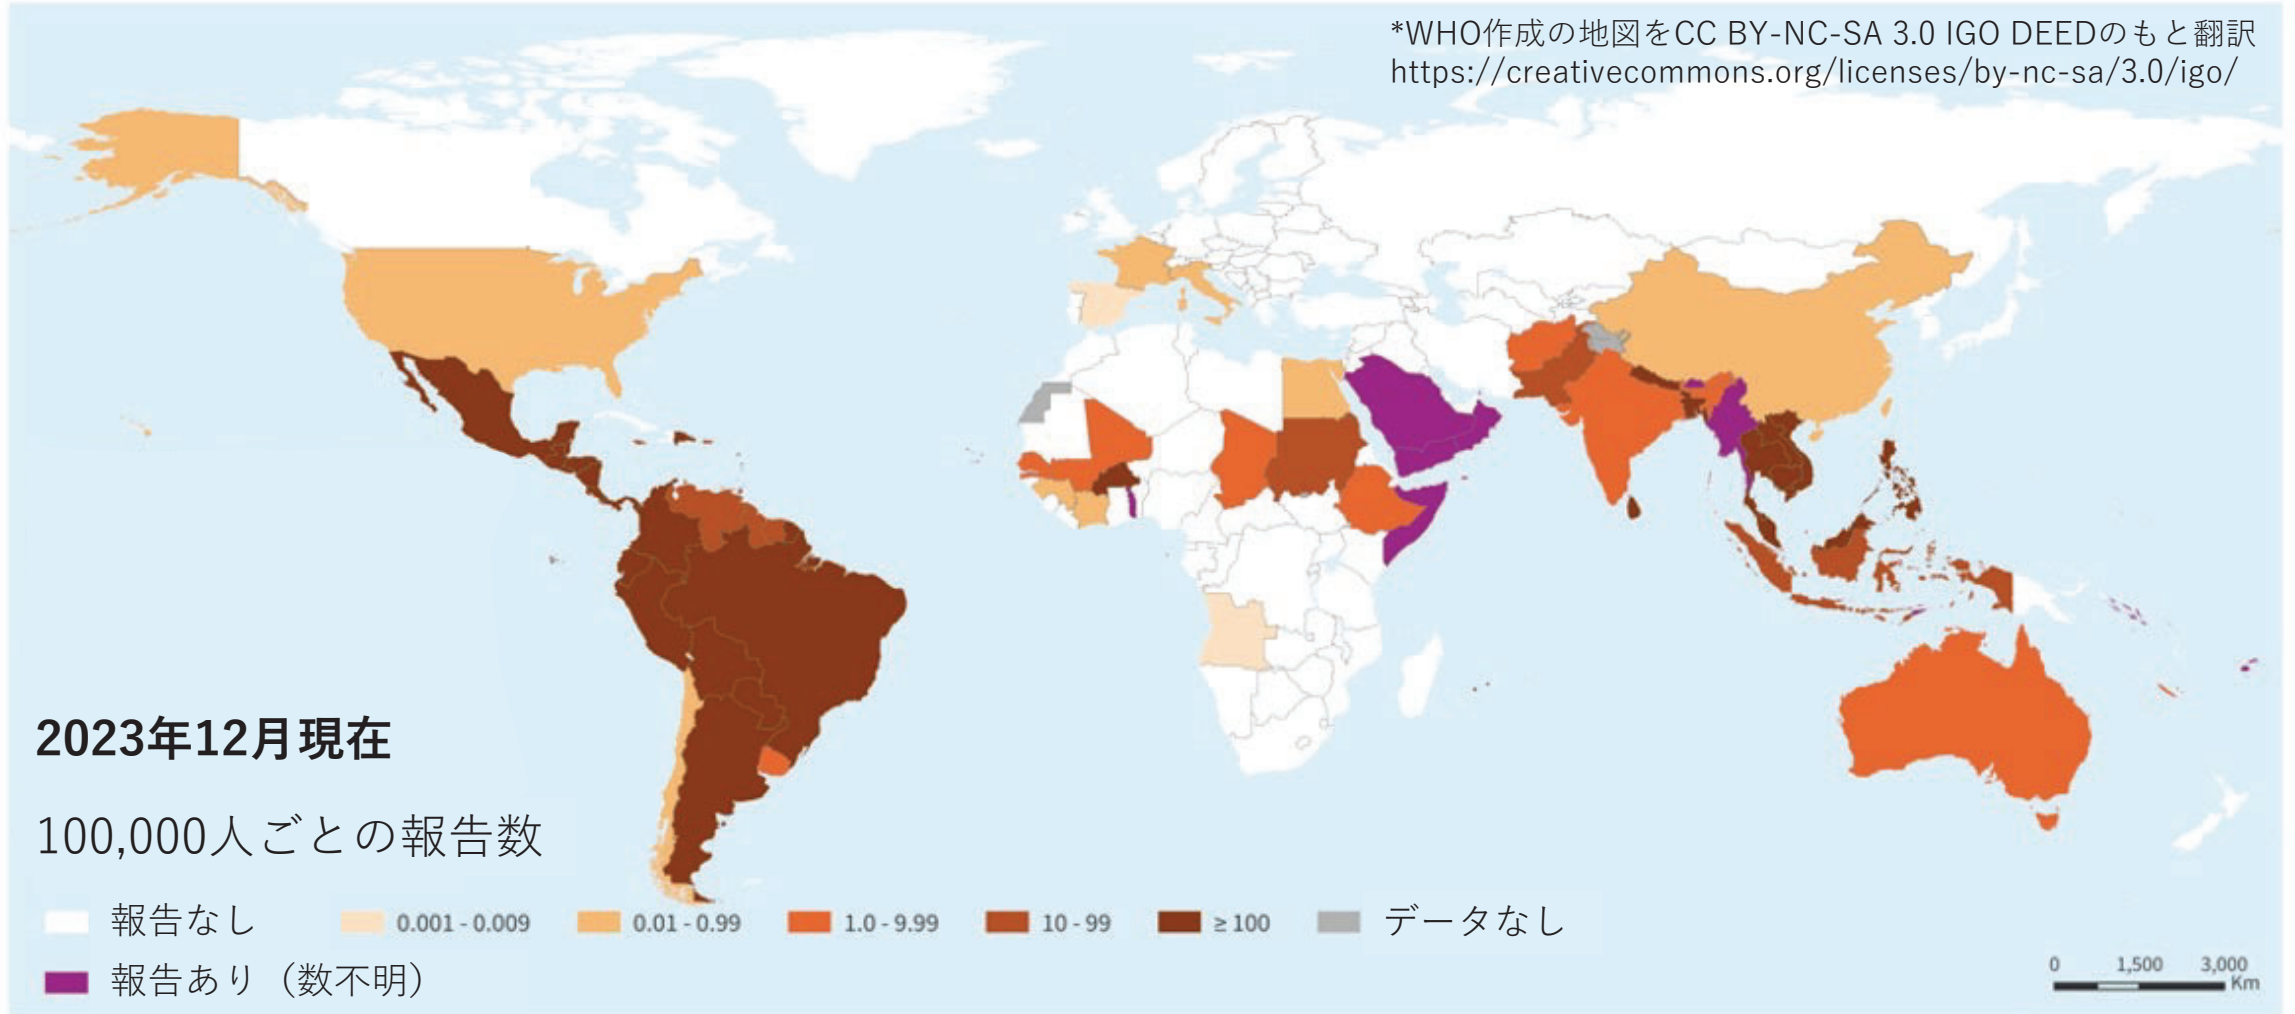 *WHO作成の地図をCC BY-NC-SA 3.0 IGO DEEDのもと翻訳
https://creativecommons.org/licenses/by-nc-sa/3.0/igo/
2023年12月現在
100,000人ごとの報告数
報告なし 0.001 - 0.009 0.01 - 0.99 1.0 - 9.99 10 - 99 ≥ 100 データなし
報告あり（数不明）
0 1,500 3,000
Km